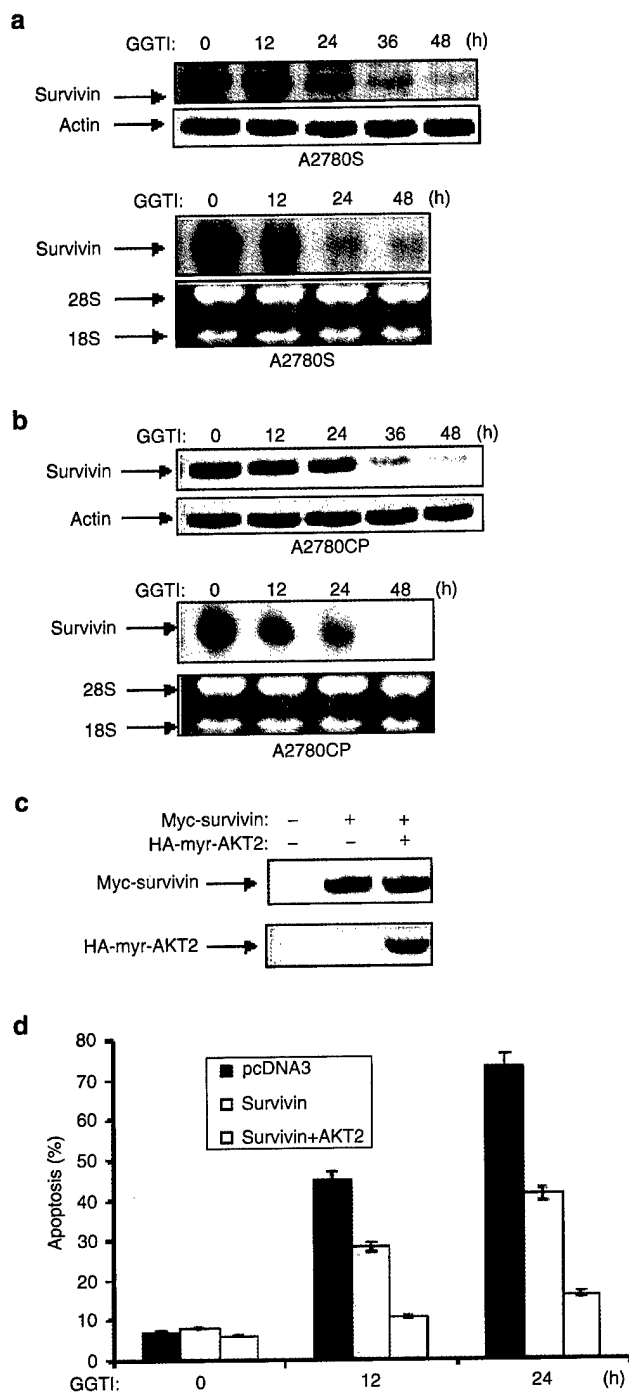 a
GGTI: 0 12 24 36 48 (h)
Survivin
Actin
A2780S
GGTI: 0 12 24 48 (h)
Survivin
28S
18S
A2780S
b
GGTI: 0 12 24 36 48 (h)
Survivin
Actin
A2780CP
GGTI: 0 12 24 48 (h)
Survivin
28S
18S
A2780CP
c
Myc-survivin: – + +
HA-myr-AKT2: – – +
Myc-survivin
HA-myr-AKT2
d
80
70
60
50
40
30
20
10
0
Apoptosis (%)
pcDNA3
Survivin
Survivin+AKT2
GGTI: 0 12 24 (h)